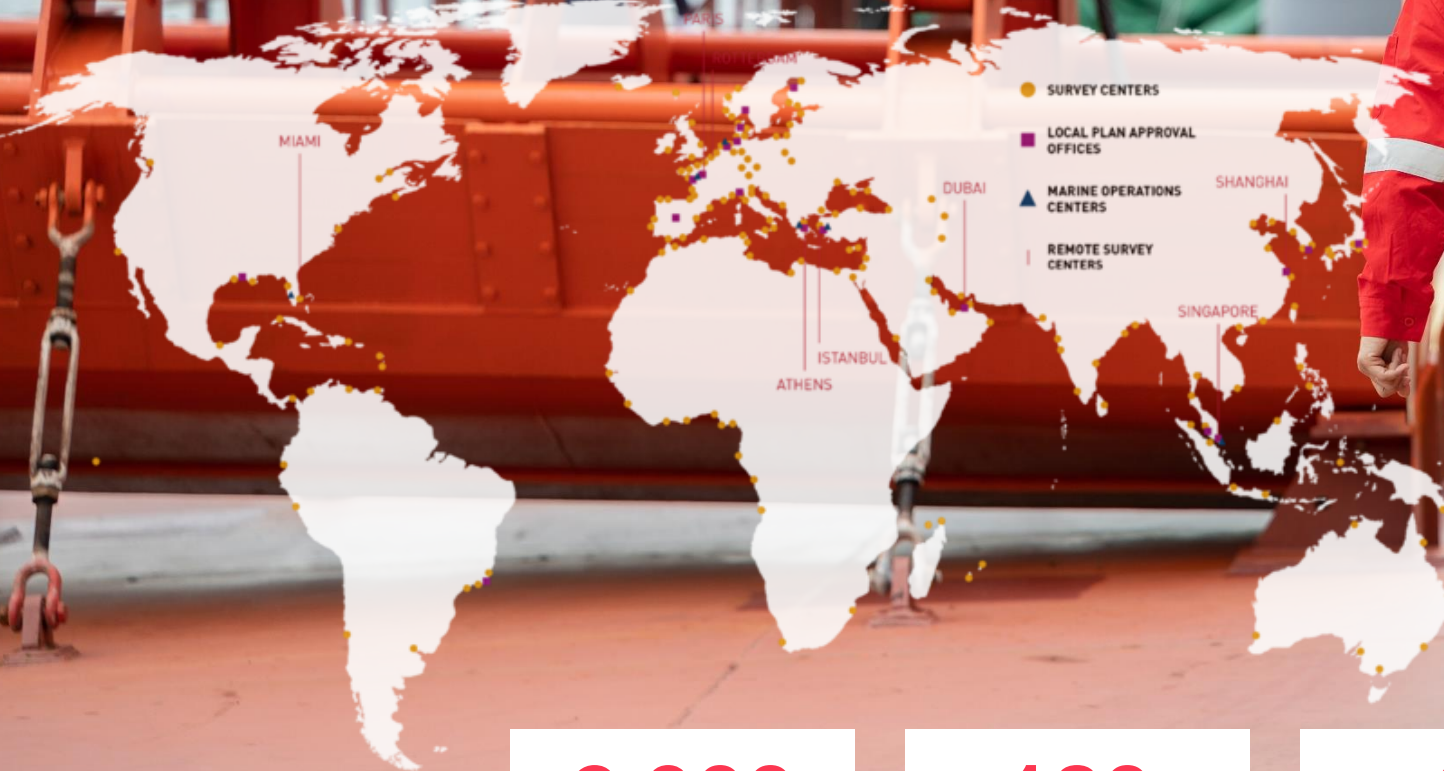 PARIS
ROTTERDAM
SURVEY CENTERS
LOCAL PLAN APPROVAL
OFFICES
MIAMI
SHANGHAI
DUBAI
MARINE OPERATIONS
CENTERS
REMOTE SURVEY
CENTERS
SINGAPORE
ISTANBUL
ATHENS